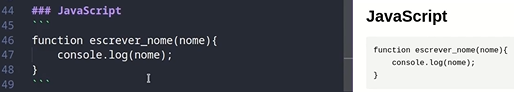 44 ### JavaScript
45 ```
46 function escrever_nome(nome){
47     console.log(nome);
48 }
49 ```
JavaScript
function escrever_nome(nome){
    console.log(nome);
}